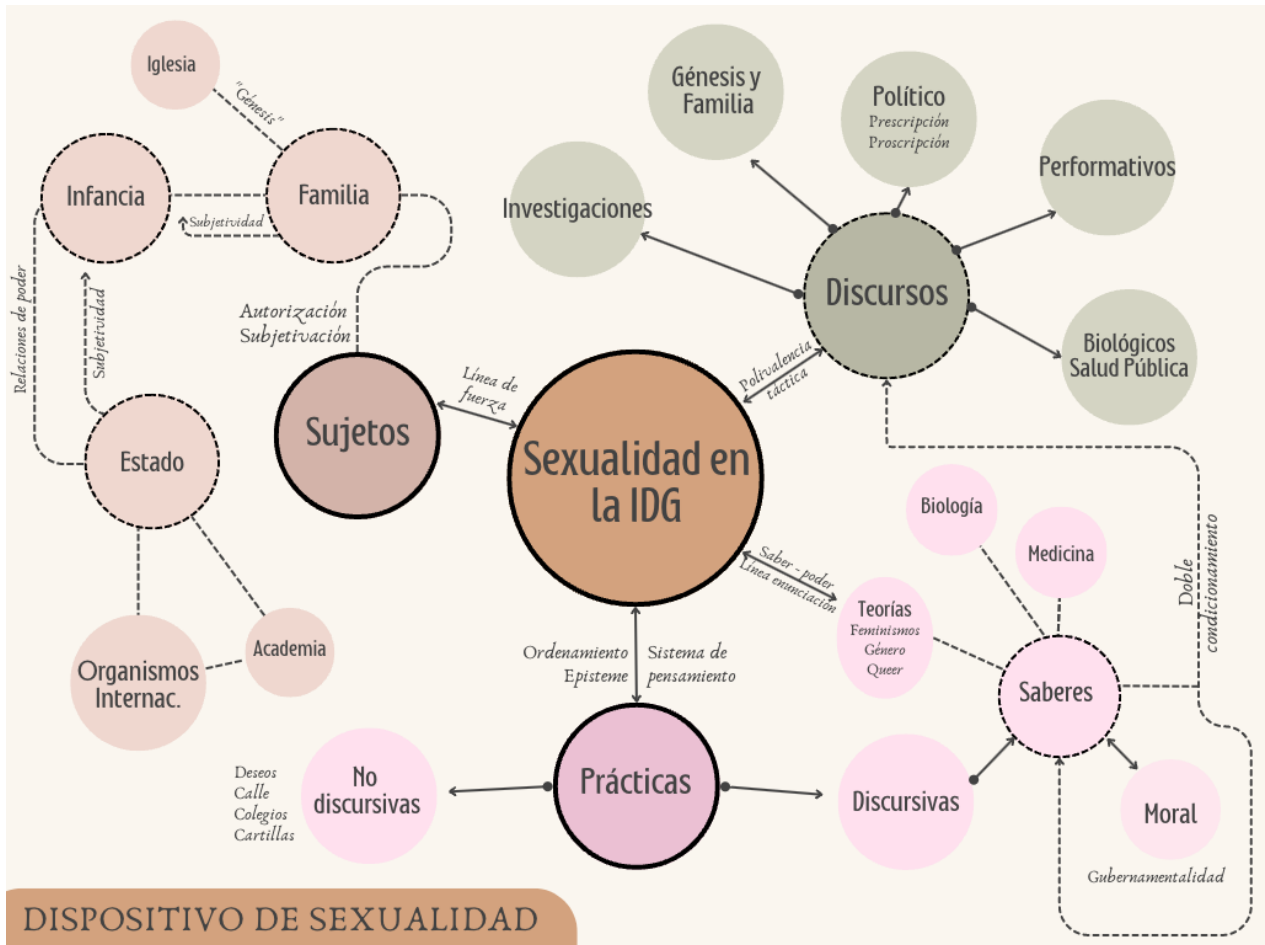 Iglesia
"Génesis"
Infancia
Familia
Subjetividad
Relaciones de poder
Subjetividad
Autorización
Subjetivación
Estado
Organismos
Internac.
Academia
Sujetos
Línea de
fuerza
Sexualidad en
la IDG
Génesis y
Familia
Político
Prescripción
Proscripción
Performativos
Investigaciones
Discursos
Biológicos
Salud Pública
Polivalencia
táctica
Saber - poder
Línea enunciación
Biología
Medicina
Teorías
Feminismos
Género
Queer
Saberes
Doble
condicionamiento
Ordenamiento
Episteme
Sistema de
pensamiento
Prácticas
No
discursivas
Deseos
Calle
Colegios
Cartillas
Discursivas
Moral
Gubernamentalidad
DISPOSITIVO DE SEXUALIDAD